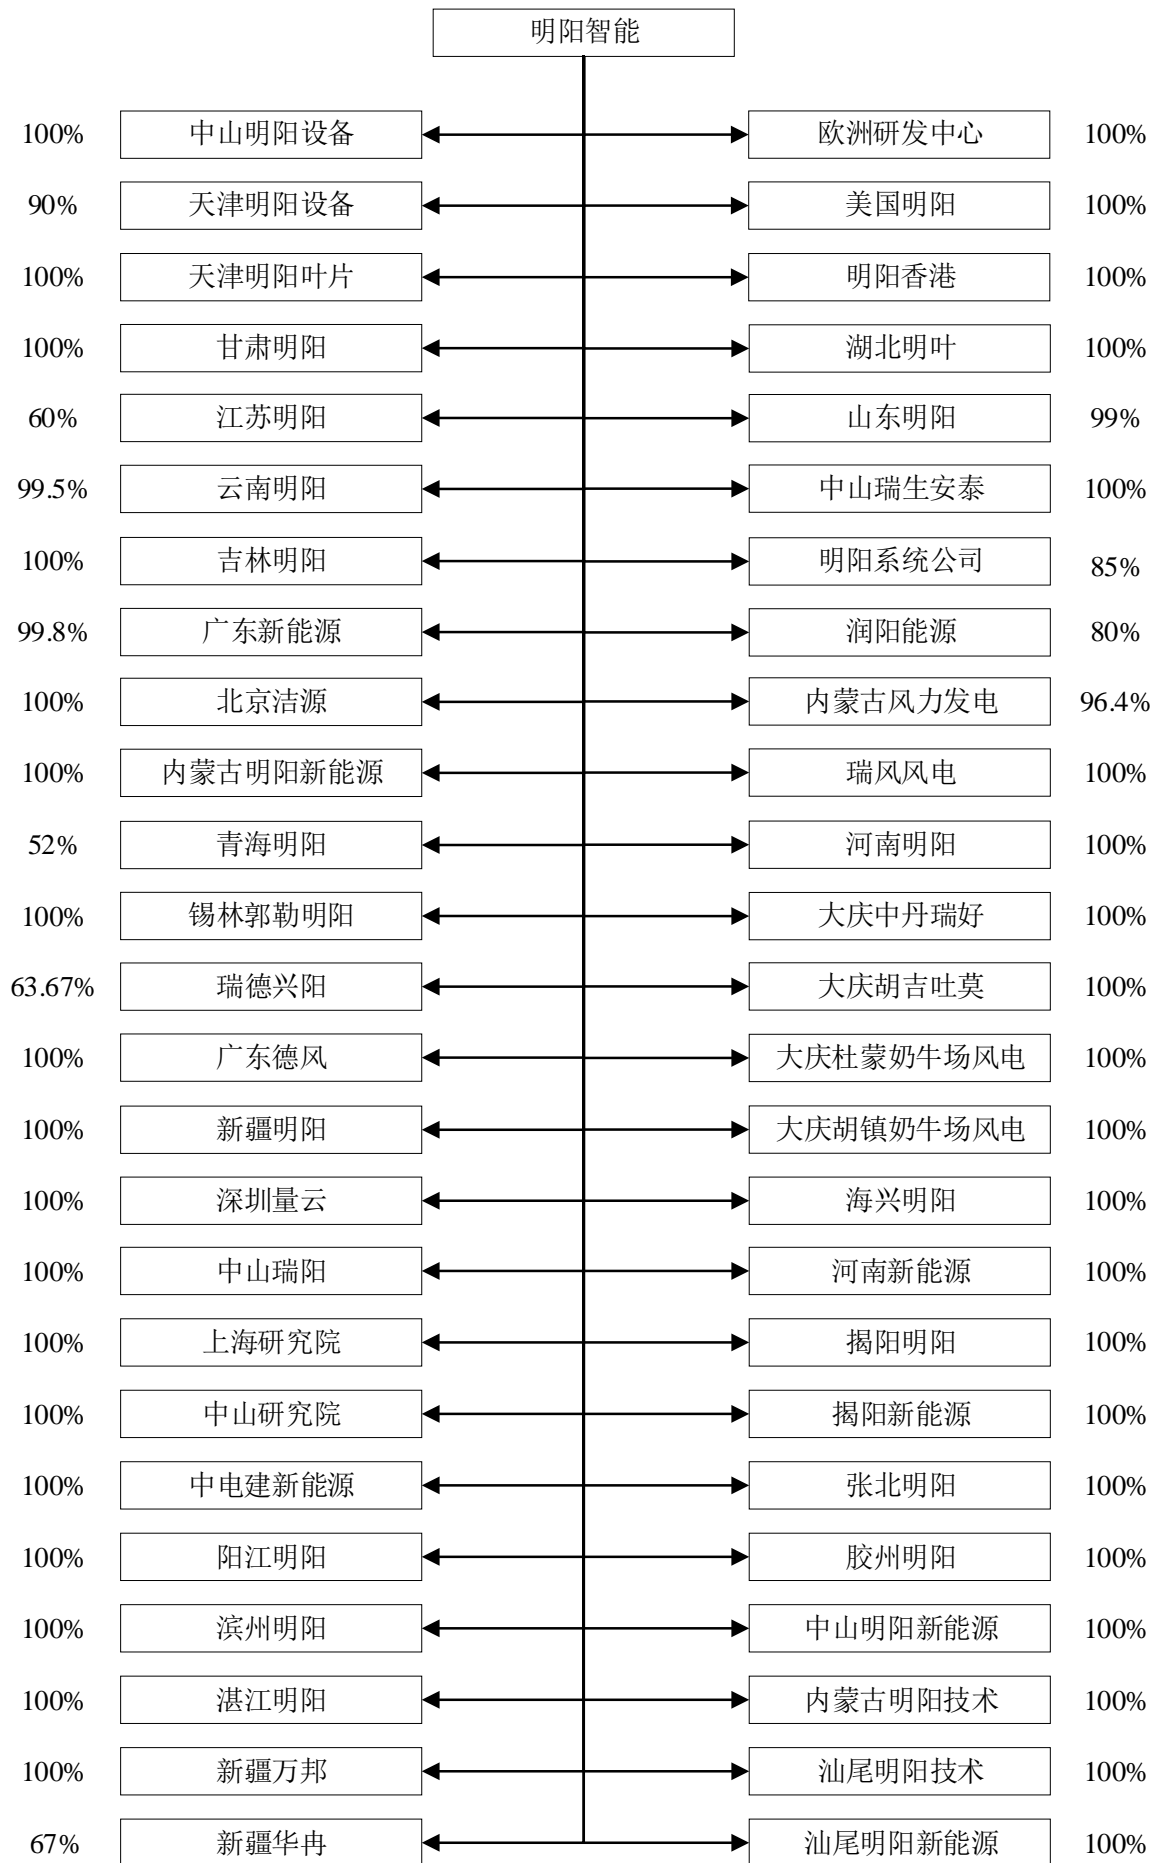 明阳智能
100% 中山明阳设备 欧洲研发中心 100%
90% 天津明阳设备 美国明阳 100%
100% 天津明阳叶片 明阳香港 100%
100% 甘肃明阳 湖北明叶 100%
60% 江苏明阳 山东明阳 99%
99.5% 云南明阳 中山瑞生安泰 100%
100% 吉林明阳 明阳系统公司 85%
99.8% 广东新能源 润阳能源 80%
100% 北京洁源 内蒙古风力发电 96.4%
100% 内蒙古明阳新能源 瑞风风电 100%
52% 青海明阳 河南明阳 100%
100% 锡林郭勒明阳 大庆中丹瑞好 100%
63.67% 瑞德兴阳 大庆胡吉吐莫 100%
100% 广东德风 大庆杜蒙奶牛场风电 100%
100% 新疆明阳 大庆胡镇奶牛场风电 100%
100% 深圳量云 海兴明阳 100%
100% 中山瑞阳 河南新能源 100%
100% 上海研究院 揭阳明阳 100%
100% 中山研究院 揭阳新能源 100%
100% 中电建新能源 张北明阳 100%
100% 阳江明阳 胶州明阳 100%
100% 滨州明阳 中山明阳新能源 100%
100% 湛江明阳 内蒙古明阳技术 100%
100% 新疆万邦 汕尾明阳技术 100%
67% 新疆华冉 汕尾明阳新能源 100%